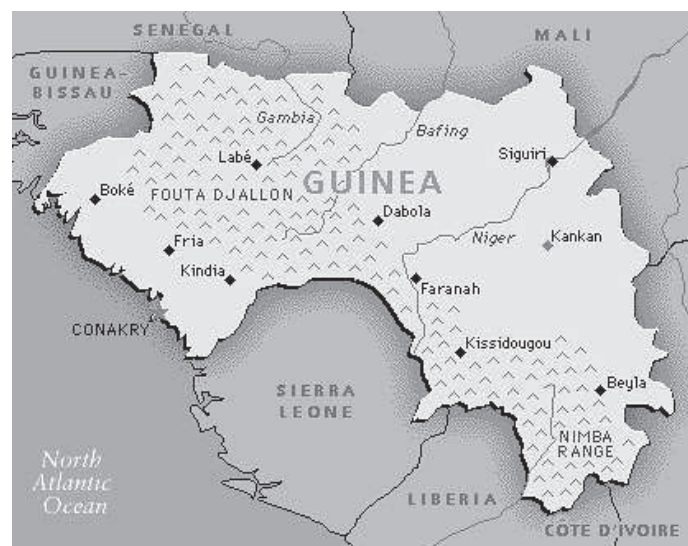 SENEGAL
MALI
GUINEA-
BISSAU
Gambia
Bafing
Labé
Siguiri
GUINEA
Boké
FOUTA DJALLON
Dabola
Fria
Niger
Kankan
Kindia
Faranah
CONAKRY
Kissidougou
SIERRA
LEONE
Beyla
NIMBA
RANGE
North
Atlantic
Ocean
LIBERIA
CÔTE D'IVOIRE